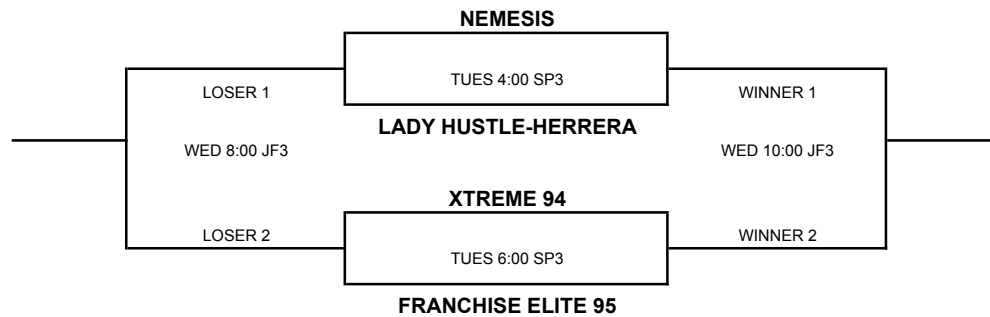 NEMESIS
TUES 4:00 SP3
LOSER 1
WINNER 1
LADY HUSTLE-HERRERA
WED 8:00 JF3
WED 10:00 JF3
XTREME 94
LOSER 2
WINNER 2
TUES 6:00 SP3
FRANCHISE ELITE 95